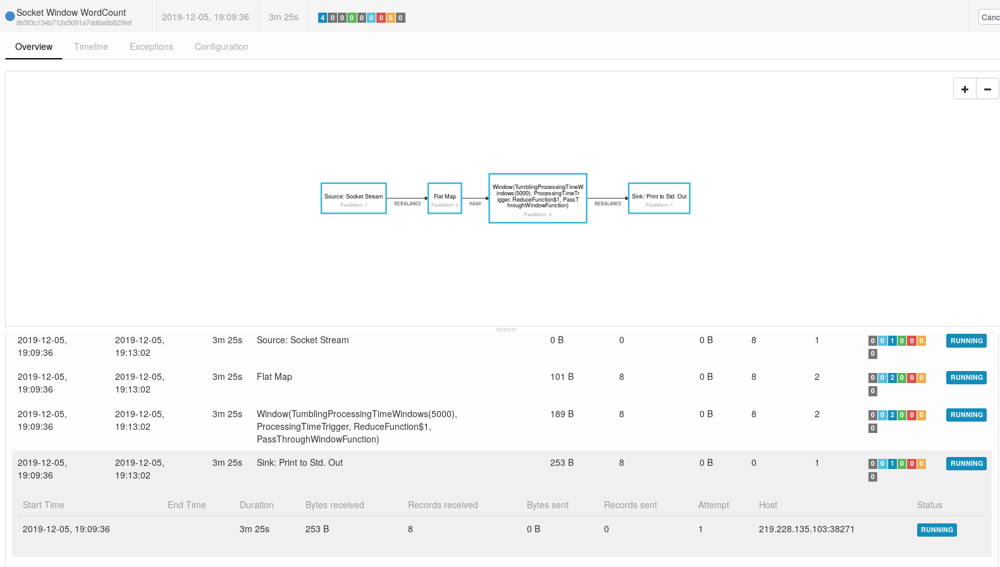 Socket Window WordCount
8b5f3c134b712e5091a7dd6a6b829fef
2019-12-05, 19:09:36
3m 25s
4 0 0 0 0 0 0 0 0
Canc
Overview Timeline Exceptions Configuration
+ −
Source: Socket Stream
Parallelism: 1
REBALANCE
Flat Map
Parallelism: 2
HASH
Window(TumblingProcessingTimeW
indows(5000), ProcessingTimeTr
igger, ReduceFunction$1, PassT
hroughWindowFunction)
Parallelism: 2
REBALANCE
Sink: Print to Std. Out
Parallelism: 1
2019-12-05, 2019-12-05, 3m 25s Source: Socket Stream 0 B 0 0 B 8 1 0 0 1 0 0 0 RUNNING
19:09:36 19:13:02 0
2019-12-05, 2019-12-05, 3m 25s Flat Map 101 B 8 0 B 8 2 0 0 2 0 0 0 RUNNING
19:09:36 19:13:02 0
2019-12-05, 2019-12-05, 3m 25s Window(TumblingProcessingTimeWindows(5000), 189 B 8 0 B 8 2 0 0 2 0 0 0 RUNNING
19:09:36 19:13:02 ProcessingTimeTrigger, ReduceFunction$1, 0
PassThroughWindowFunction)
2019-12-05, 2019-12-05, 3m 25s Sink: Print to Std. Out 253 B 8 0 B 0 1 0 0 1 0 0 0 RUNNING
19:09:36 19:13:02 0
Start Time End Time Duration Bytes received Records received Bytes sent Records sent Attempt Host Status
2019-12-05, 19:09:36 3m 25s 253 B 8 0 B 0 1 219.228.135.103:38271 RUNNING